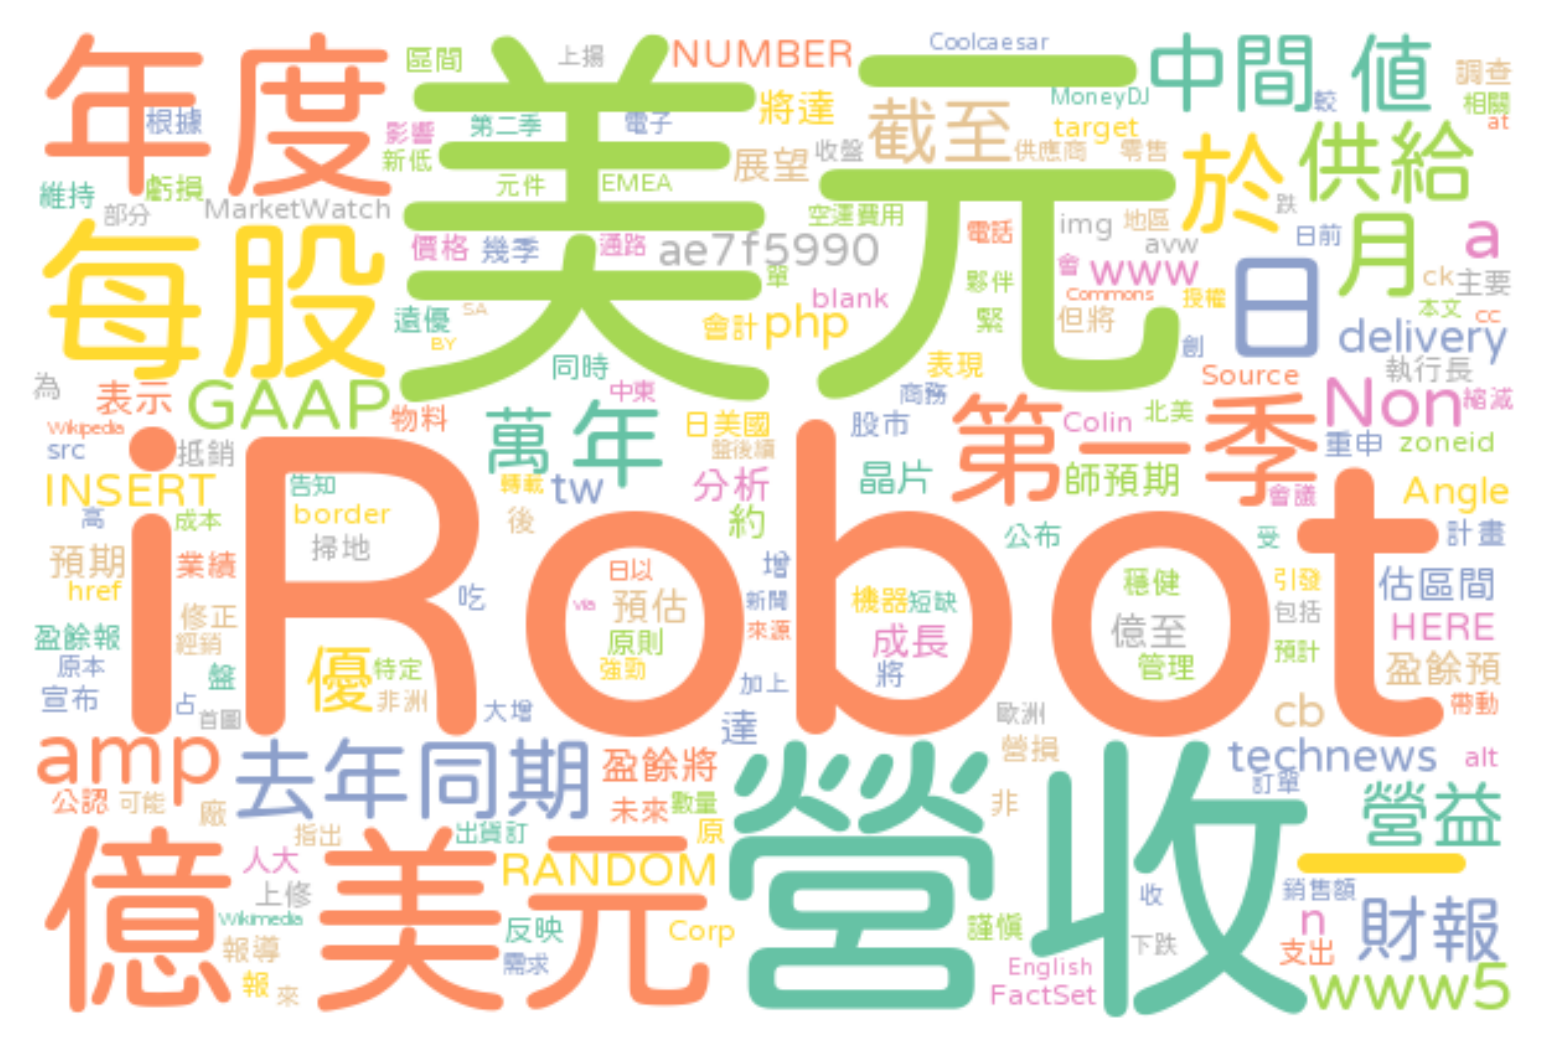 年度
美元
iRobot
營收
億美元
每股
中間值
供給
於
月
日
a
截至
第一季
Non
萬年
GAAP
去年同期
amp
營益
一
財報
www5
technews
delivery
www
php
ae7f5990
NUMBER
區間
上揚
Coolcaesar
調查
相關
at
較
根據
影響
新低
第二季
電子
將達
MoneyDJ
target
供應商
零售
展望
收盤
元件
EMEA
維持
虧損
部分
MarketWatch
空運費用
電話
img
地區
avw
跌
日前
ck
主要
本文
cc
價格
幾季
通路
單
夥伴
會
Commons
授權
遠優
SA
BY
blank
會計
緊
但將
創
執行長
同時
中東
表現
商務
Source
縮減
為
表示
Wikipedia
物料
日美國
盤後續
股市
Colin
北美
重申
zoneid
src
抵銷
INSERT
告知
轉載
tw
分析
晶片
師預期
會議
Angle
高
成本
border
掃地
後
約
公布
受
計畫
預期
業績
href
吃
日以
via
預估
原則
強勁
增
新聞
來源
機器
短缺
成長
將
穩健
億至
管理
引發
包括
預計
估區間
HERE
盈餘預
修正
經銷
盈餘報
原本
盤
優
特定
非洲
宣布
占
首圖
大增
加上
達
歐洲
cb
帶動
營損
訂單
alt
盈餘將
公認
可能
廠
未來
數量
非
指出
出貨訂
原
人大
上修
RANDOM
Wikimedia
報導
報
來
反映
需求
Corp
謹慎
English
FactSet
收
下跌
銷售額
n
支出